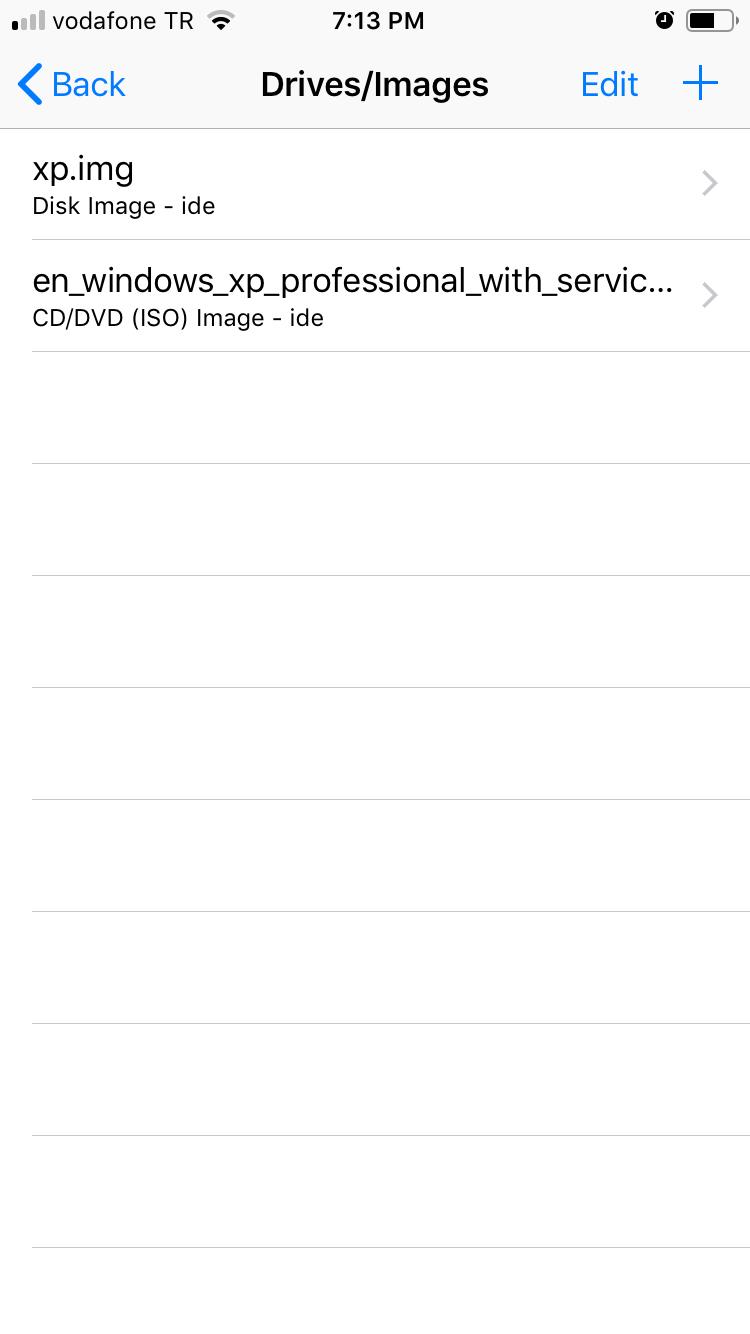 vodafone TR 7:13 PM
Back Drives/Images Edit
xp.img
Disk Image - ide
en_windows_xp_professional_with_servic...
CD/DVD (ISO) Image - ide